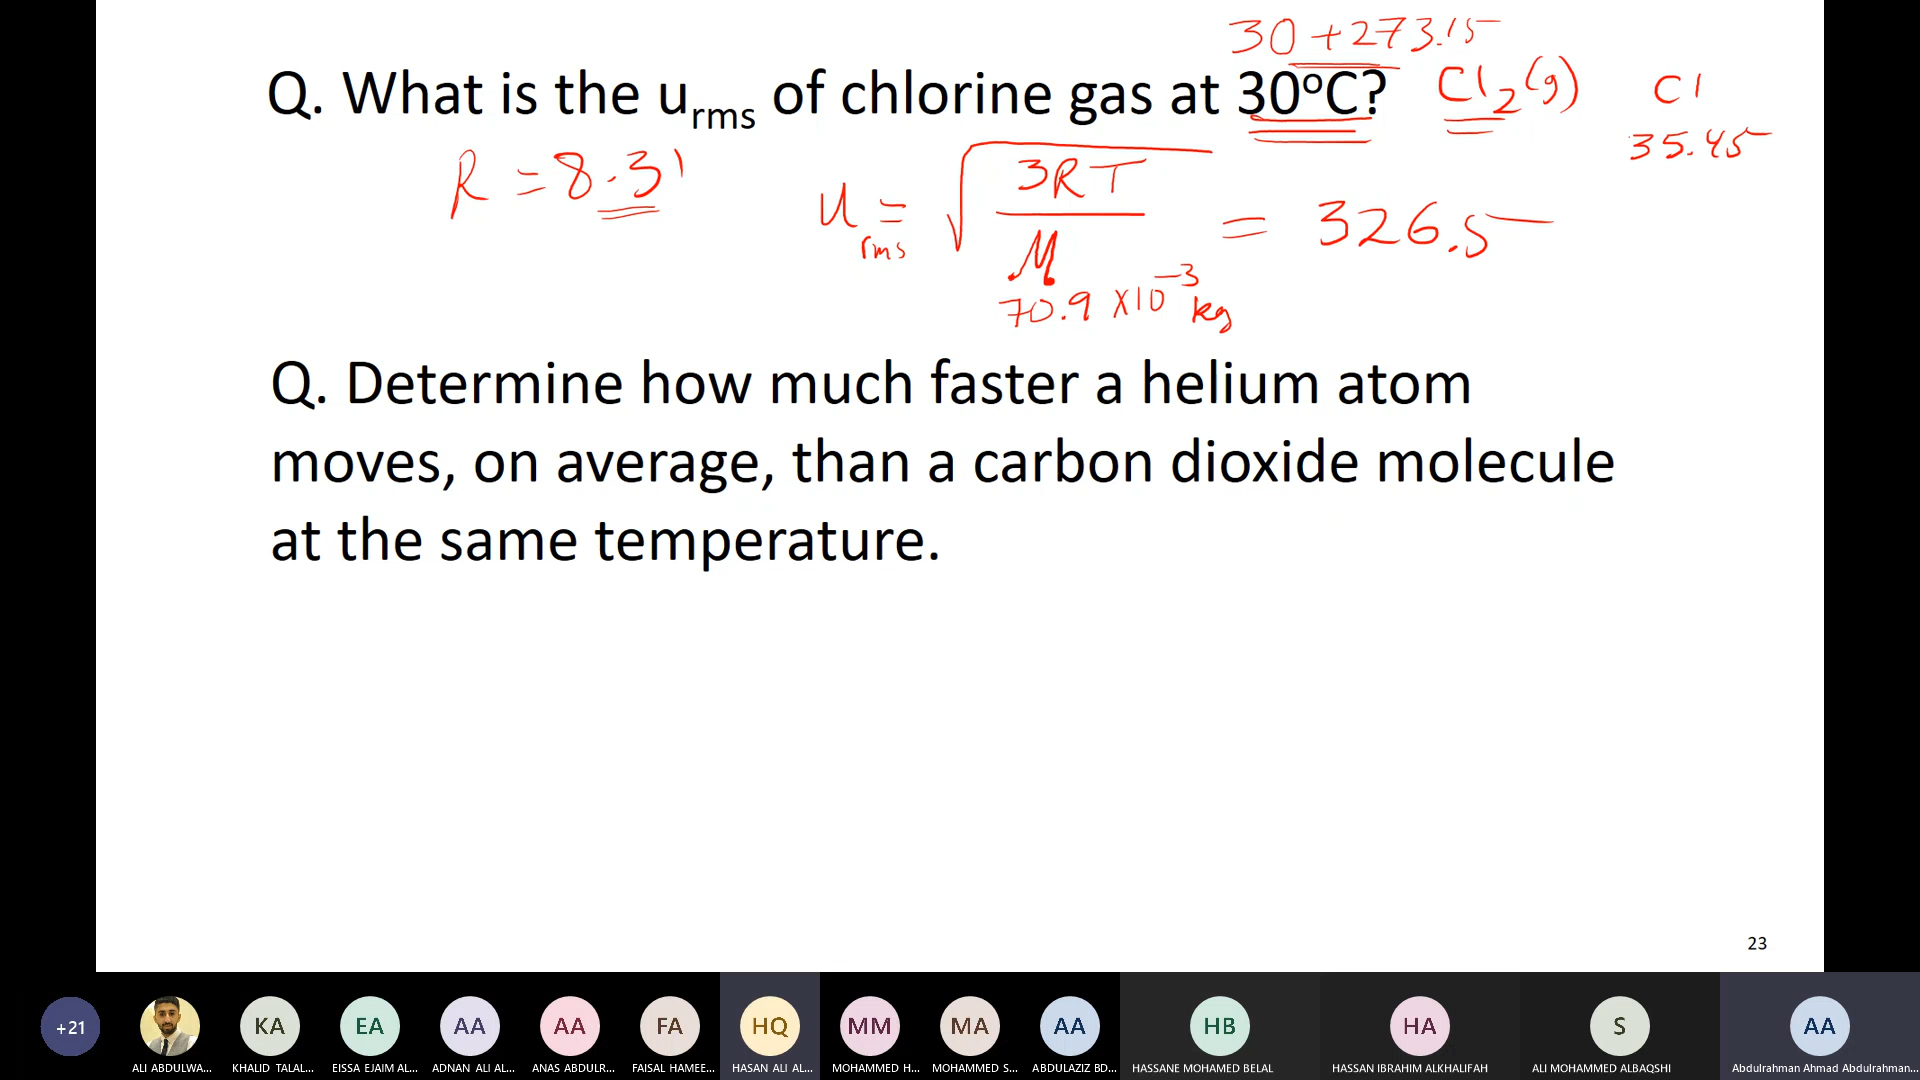 30 + 273.15
Q. What is the urms of chlorine gas at 30oC? Cl2(g) Cl
35.45
R = 8.31
urms = √3RT/M = 326.5
70.9 x10-3 kg
Q. Determine how much faster a helium atom
moves, on average, than a carbon dioxide molecule
at the same temperature.
23
+21
KA
EA
AA
AA
FA
HQ
MM
MA
AA
HB
HA
S
AA
ALI ABDULWA...
KHALID TALAL...
EISSA EJAIM AL...
ADNAN ALI AL...
ANAS ABDULR...
FAISAL HAMEE...
HASAN ALI AL...
MOHAMMED H...
MOHAMMED S...
ABDULAZIZ BD...
HASSANE MOHAMED BELAL
HASSAN IBRAHIM ALKHALIFAH
ALI MOHAMMED ALBAQSHI
Abdulrahman Ahmad Abdulrahman...